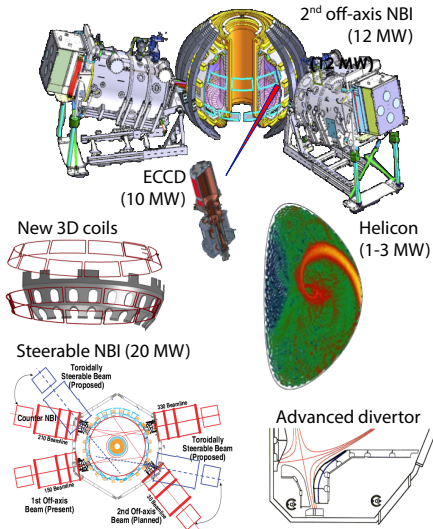 2nd off-axis NBI
(12 MW)
(12 MW)
ECCD
(10 MW)
New 3D coils
Helicon
(1-3 MW)
Steerable NBI (20 MW)
Toroidally
Steerable Beam
(Proposed)
Counter NBI
210 Beamline
330 Beamline
Toroidally
Steerable Beam
(Proposed)
150 Beamline
20 Beamline
1st Off-axis
Beam (Present)
2nd Off-axis
Beam (Planned)
Advanced divertor